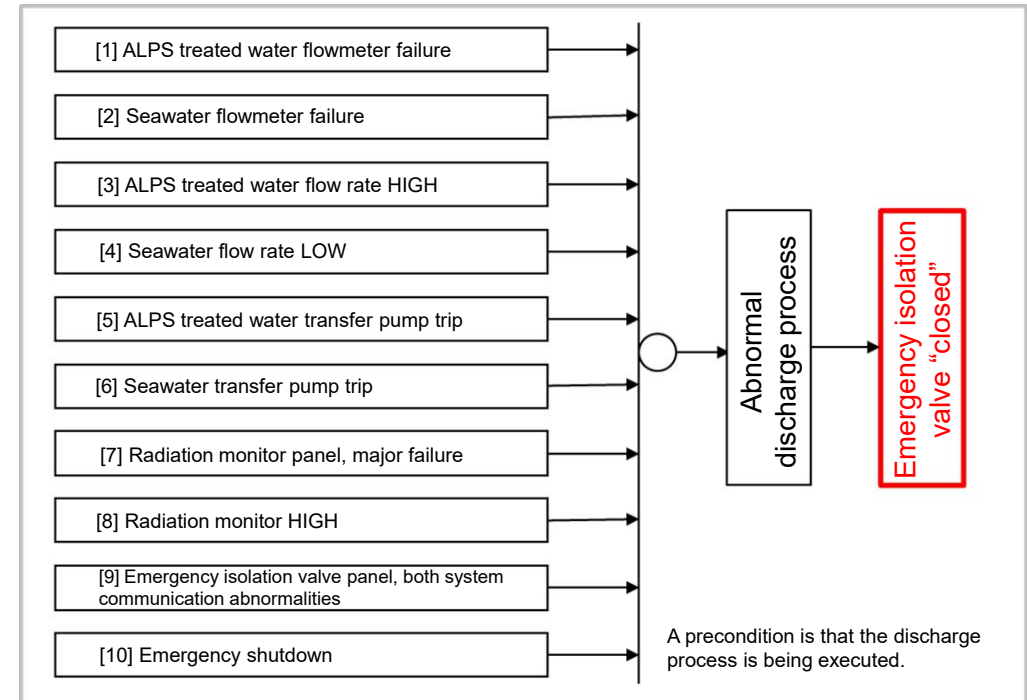 [1] ALPS treated water flowmeter failure
[2] Seawater flowmeter failure
[3] ALPS treated water flow rate HIGH
[4] Seawater flow rate LOW
[5] ALPS treated water transfer pump trip
[6] Seawater transfer pump trip
[7] Radiation monitor panel, major failure
[8] Radiation monitor HIGH
[9] Emergency isolation valve panel, both system
communication abnormalities
[10] Emergency shutdown
Abnormal
discharge process
Emergency isolation
valve “closed”
A precondition is that the discharge
process is being executed.